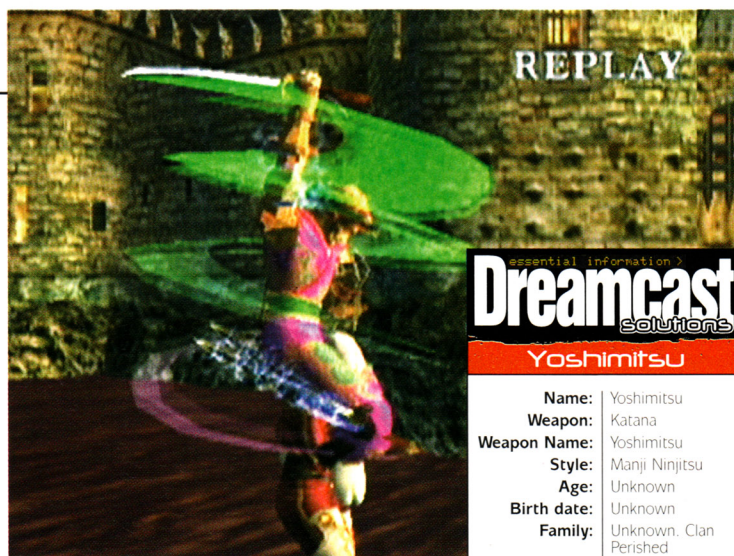 REPLAY
essential information >
Dreamcast
solutions
Yoshimitsu
Name: Yoshimitsu
Weapon: Katana
Weapon Name: Yoshimitsu
Style: Manji Ninjitsu
Age: Unknown
Birth date: Unknown
Family: Unknown. Clan
Perished